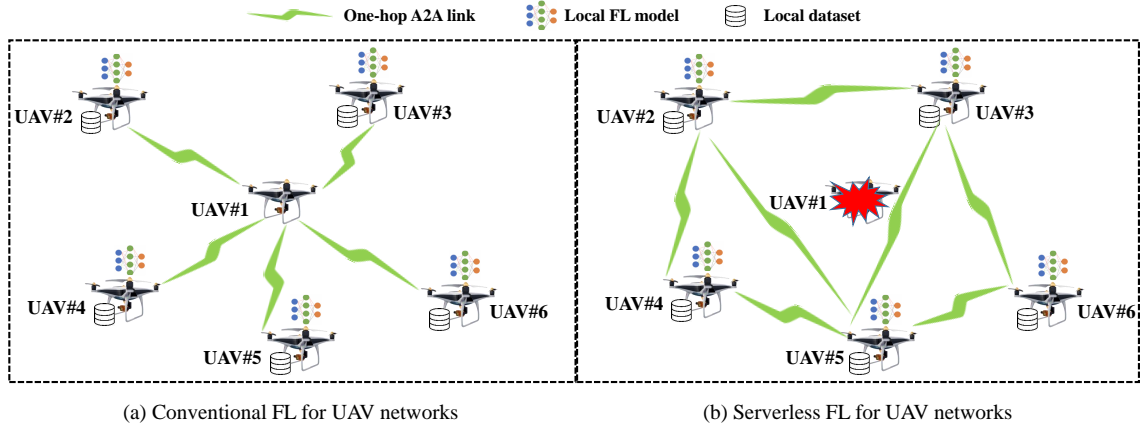 One-hop A2A link
Local FL model
Local dataset
UAV#2
UAV#3
UAV#1
UAV#4
UAV#6
UAV#5
UAV#2
UAV#3
UAV#1
UAV#4
UAV#6
UAV#5
(a) Conventional FL for UAV networks
(b) Serverless FL for UAV networks